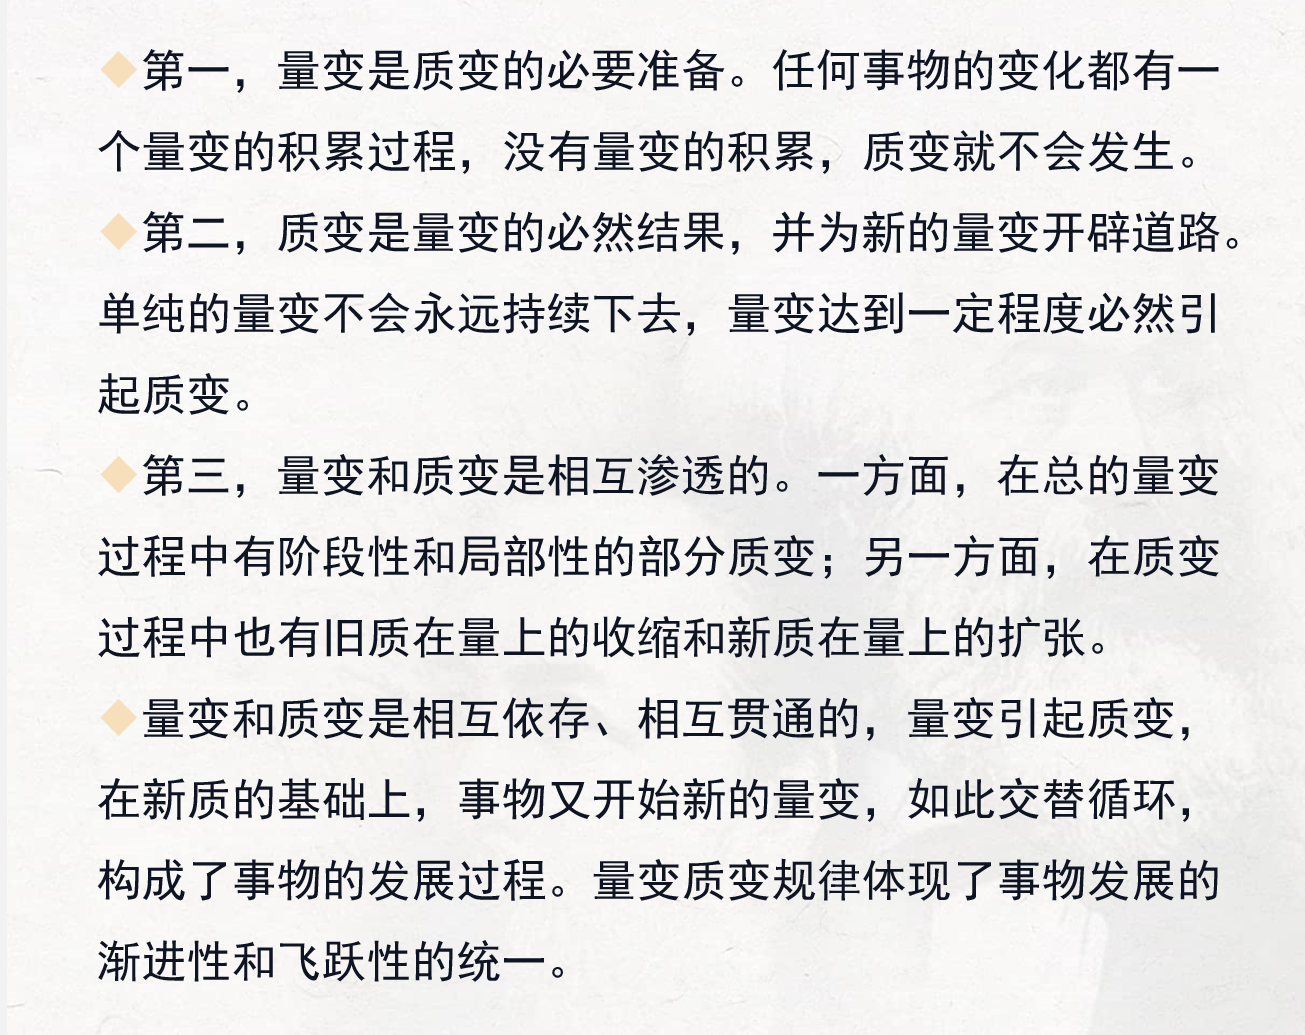 ◆第一，量变是质变的必要准备。任何事物的变化都有一
个量变的积累过程，没有量变的积累，质变就不会发生。
◆第二，质变是量变的必然结果，并为新的量变开辟道路。
单纯的量变不会永远持续下去，量变达到一定程度必然引
起质变。
◆第三，量变和质变是相互渗透的。一方面，在总的量变
过程中有阶段性和局部性的部分质变；另一方面，在质变
过程中也有旧质在量上的收缩和新质在量上的扩张。
◆量变和质变是相互依存、相互贯通的，量变引起质变，
在新质的基础上，事物又开始新的量变，如此交替循环，
构成了事物的发展过程。量变质变规律体现了事物发展的
渐进性和飞跃性的统一。